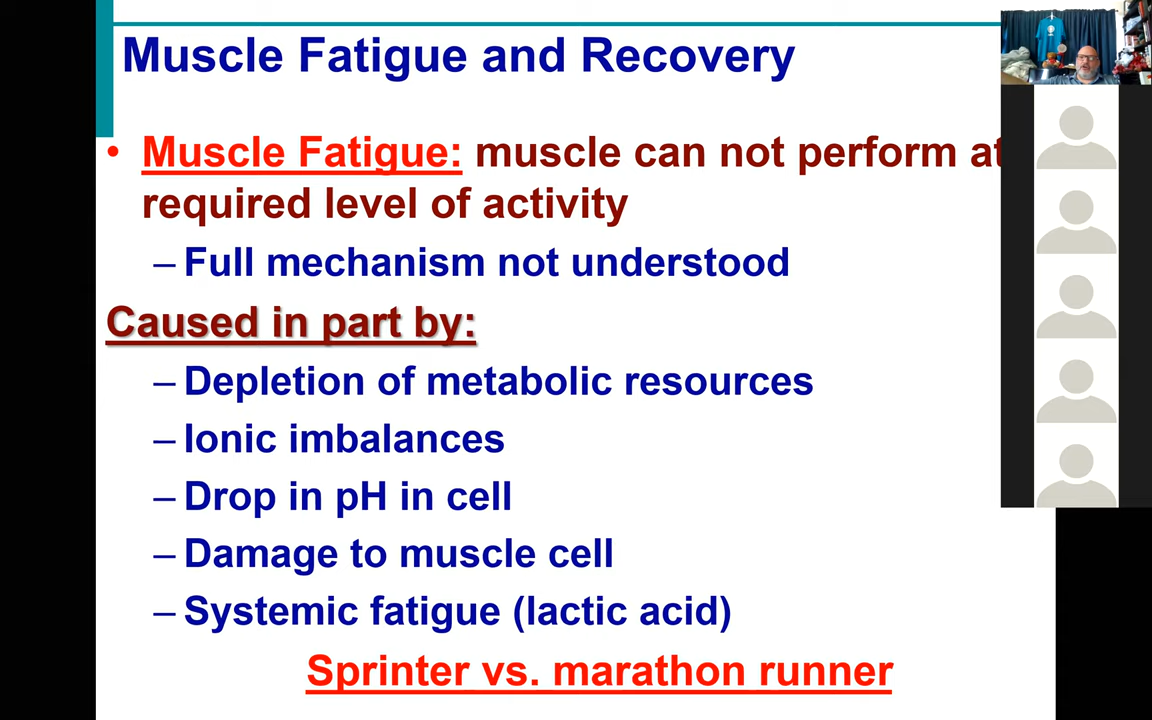 Muscle Fatigue and Recovery
• Muscle Fatigue: muscle can not perform at
required level of activity
– Full mechanism not understood
Caused in part by:
– Depletion of metabolic resources
– Ionic imbalances
– Drop in pH in cell
– Damage to muscle cell
– Systemic fatigue (lactic acid)
Sprinter vs. marathon runner